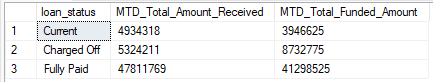 loan_status MTD_Total_Amount_Received MTD_Total_Funded_Amount
1 Current 4934318 3946625
2 Charged Off 5324211 8732775
3 Fully Paid 47811769 41298525